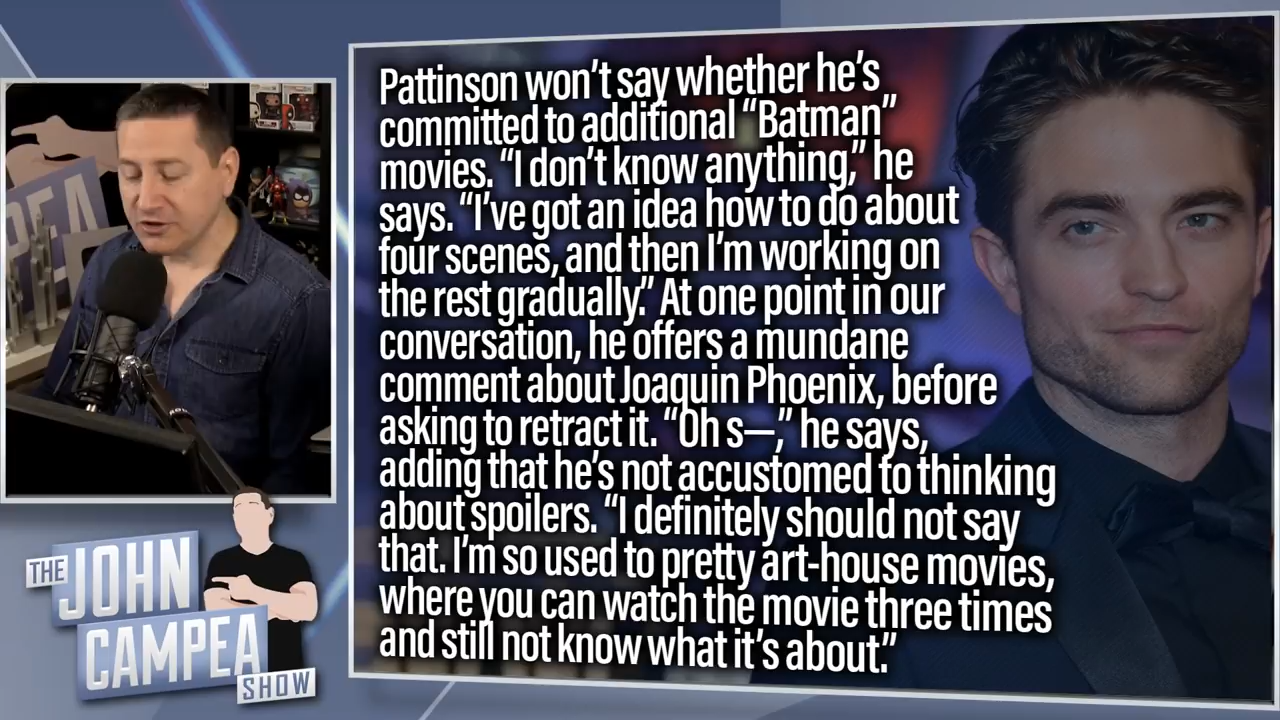 Pattinson won't say whether he's
committed to additional “Batman”
movies. “I don't know anything,” he
says. “I've got an idea how to do about
four scenes, and then I'm working on
the rest gradually.” At one point in our
conversation, he offers a mundane
comment about Joaquin Phoenix, before
asking to retract it. “Oh s—,” he says,
adding that he's not accustomed to thinking
about spoilers. “I definitely should not say
that. I'm so used to pretty art-house movies,
where you can watch the movie three times
and still not know what it's about.”
PEA
THE
JOHN
CAMPEA
SHOW